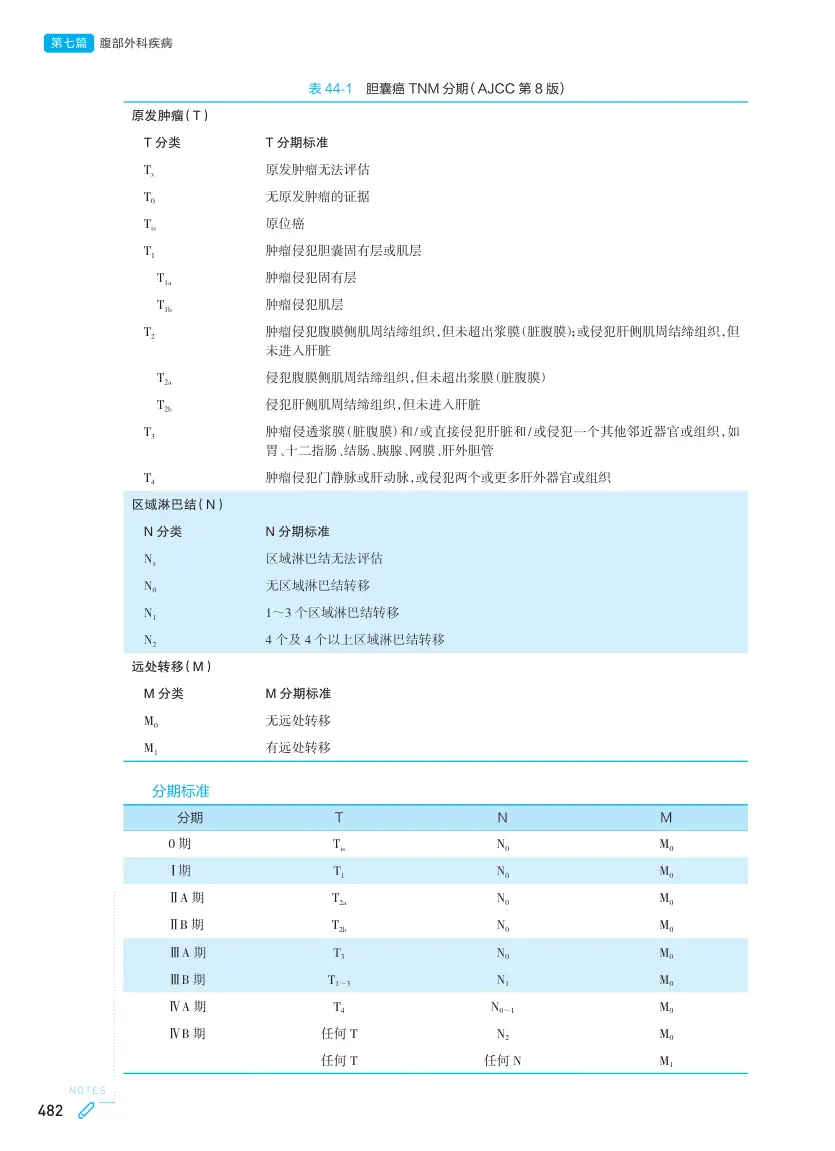 第七篇 腹部外科疾病
表 44-1 胆囊癌 TNM 分期（AJCC 第 8 版）
原发肿瘤（T）
T 分类 T 分期标准
Tx 原发肿瘤无法评估
T0 无原发肿瘤的证据
Tis 原位癌
T1 肿瘤侵犯胆囊固有层或肌层
T1a 肿瘤侵犯固有层
T1b 肿瘤侵犯肌层
T2 肿瘤侵犯腹膜侧肌周结缔组织，但未超出浆膜（脏腹膜）；或侵犯肝侧肌周结缔组织，但
未进入肝脏
T2a 侵犯腹膜侧肌周结缔组织，但未超出浆膜（脏腹膜）
T2b 侵犯肝侧肌周结缔组织，但未进入肝脏
T3 肿瘤侵透浆膜（脏腹膜）和/或直接侵犯肝脏和/或侵犯一个其他邻近器官或组织，如
胃、十二指肠、结肠、胰腺、网膜、肝外胆管
T4 肿瘤侵犯门静脉或肝动脉，或侵犯两个或更多肝外器官或组织
区域淋巴结（N）
N 分类 N 分期标准
Nx 区域淋巴结无法评估
N0 无区域淋巴结转移
N1 1～3 个区域淋巴结转移
N2 4 个及 4 个以上区域淋巴结转移
远处转移（M）
M 分类 M 分期标准
M0 无远处转移
M1 有远处转移
分期标准
分期 T N M
0 期 Tis N0 M0
Ⅰ期 T1 N0 M0
ⅡA 期 T2a N0 M0
ⅡB 期 T2b N0 M0
ⅢA 期 T3 N0 M0
ⅢB 期 T1～3 N1 M0
ⅣA 期 T4 N0～1 M0
ⅣB 期 任何 T N2 M0
任何 T 任何 N M1
NOTES
482